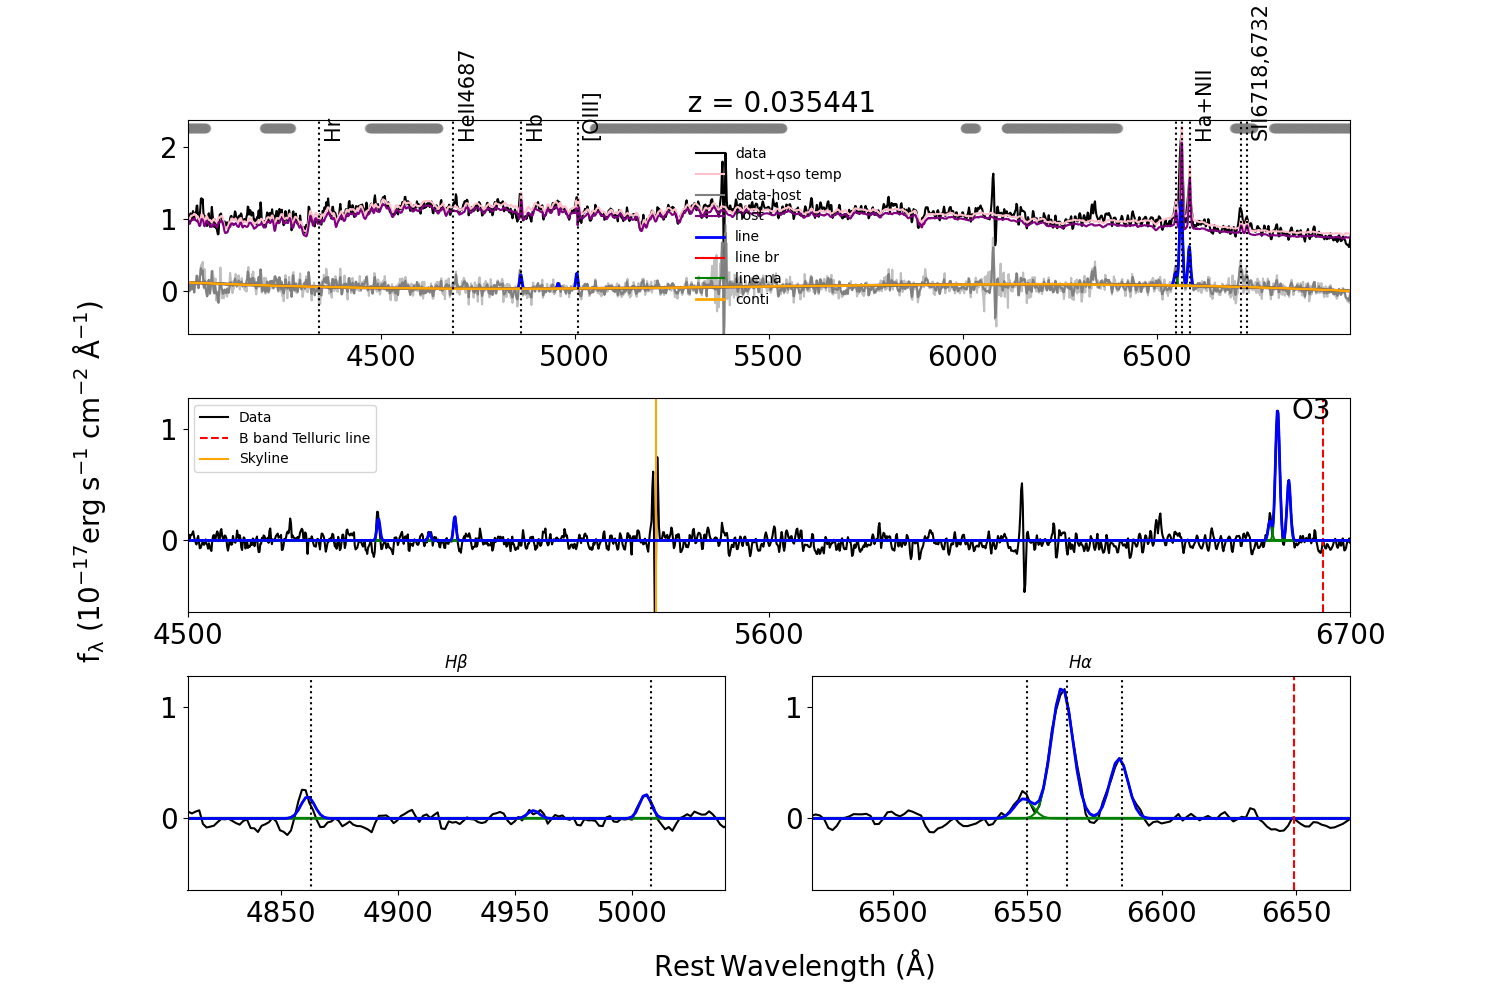 z = 0.035441
Hr
HeII4687
Hb
[OIII]
Ha+NII
SII6718,6732
2
1
0
data
host+qso temp
data-host
host
line
line br
line na
conti
4500 5000 5500 6000 6500
f_λ (10^−17 erg s^−1 cm^−2 Å^−1)
1
0
Data
B band Telluric line
Skyline
O3
4500 5600 6700
Hβ
1
0
4850 4900 4950 5000
Hα
1
0
6500 6550 6600 6650
Rest Wavelength (Å)